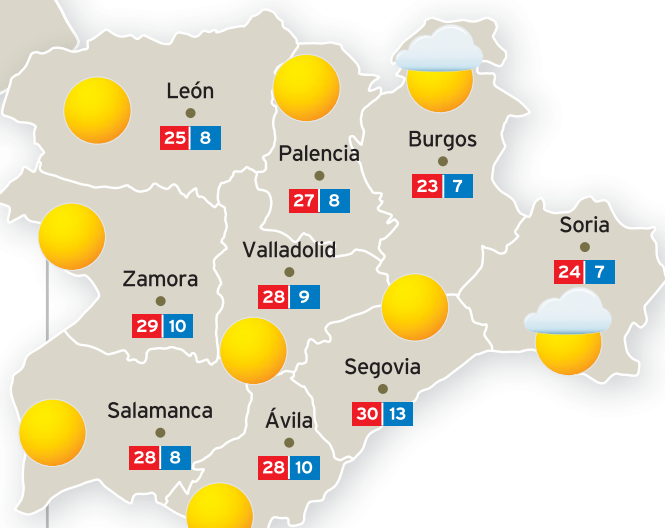 León
25 8
Palencia
27 8
Burgos
23 7
Soria
24 7
Valladolid
28 9
Zamora
29 10
Segovia
30 13
Salamanca
28 8
Ávila
28 10